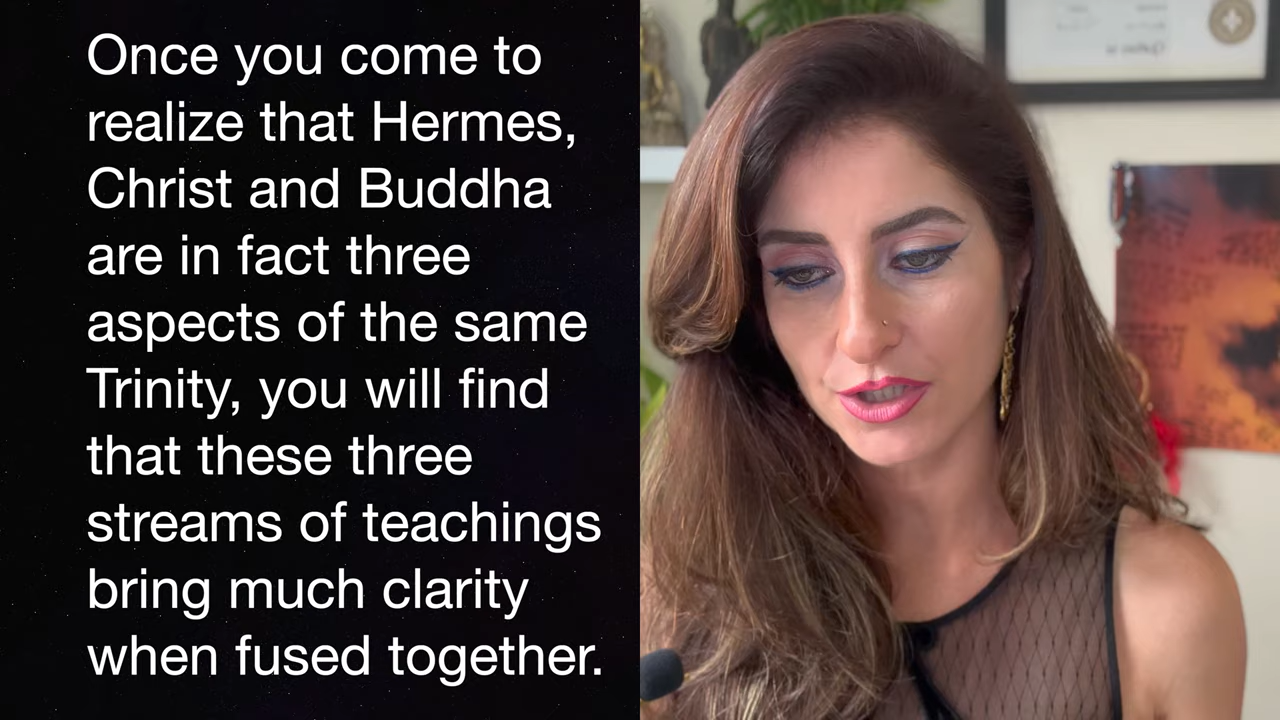 Once you come to
realize that Hermes,
Christ and Buddha
are in fact three
aspects of the same
Trinity, you will find
that these three
streams of teachings
bring much clarity
when fused together.